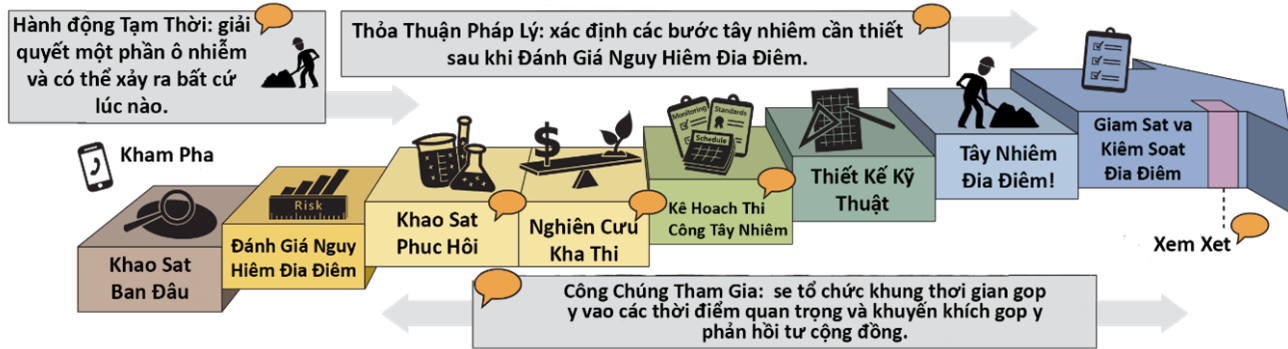 Hành động Tạm Thời: giải
quyết một phần ô nhiễm
và có thể xảy ra bất cứ
lúc nào.
Thỏa Thuận Pháp Lý: xác định các bước tây nhiêm cần thiết
sau khi Đánh Giá Nguy Hiêm Đia Điêm.
Kham Pha
Khao Sat
Ban Đâu
Risk
Đánh Giá Nguy
Hiêm Đia Điêm
Khao Sat
Phuc Hôi
$
Nghiên Cưu
Kha Thi
Monitoring
Standards
Schedule
Kê Hoach Thi
Công Tây Nhiêm
Thiết Kế Kỹ
Thuật
Tây Nhiêm
Đia Điêm!
Giam Sat va
Kiêm Soat
Đia Điêm
Xem Xet
Công Chúng Tham Gia: se tổ chức khung thơi gian gop
y vao các thời điểm quan trọng và khuyến khích gop y
phản hồi tư cộng đồng.